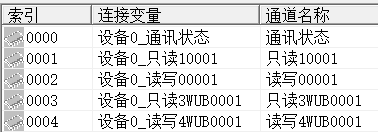 索引 连接变量 通道名称
0000 设备0_通讯状态 通讯状态
0001 设备0_只读10001 只读10001
0002 设备0_读写00001 读写00001
0003 设备0_只读3WUB0001 只读3WUB0001
0004 设备0_读写4WUB0001 读写4WUB0001